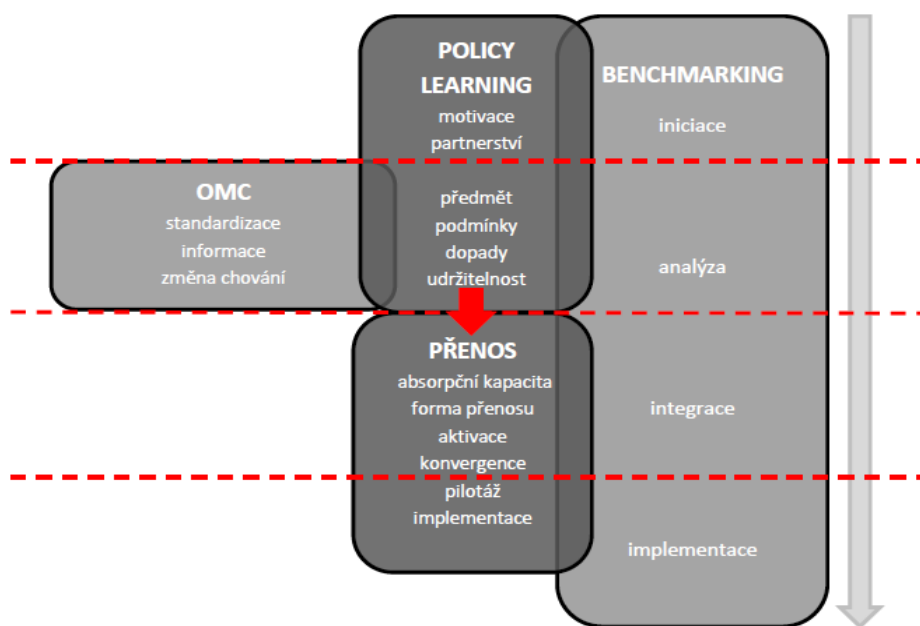 POLICY
LEARNING
motivace
partnerství
BENCHMARKING
iniciace
OMC
standardizace
informace
změna chování
předmět
podmínky
dopady
udržitelnost
analýza
PŘENOS
absorpční kapacita
forma přenosu
aktivace
konvergence
pilotáž
implementace
integrace
implementace